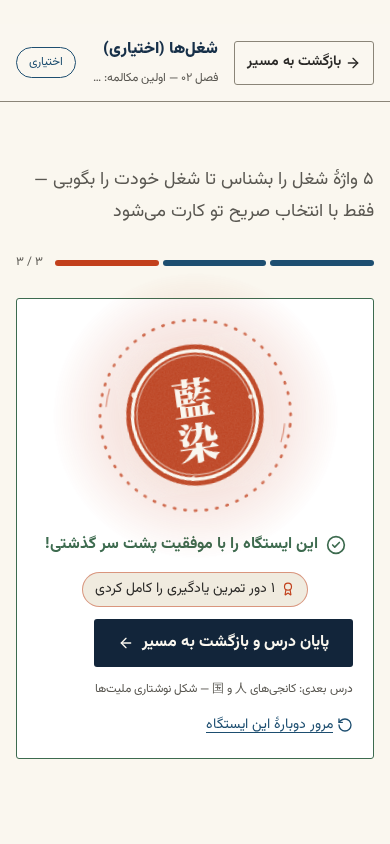 بازگشت به مسیر
شغل‌ها (اختیاری)
فصل ۰۲ — اولین مکالمه: ...
اختیاری
۵ واژهٔ شغل را بشناس تا شغل خودت را بگویی —
فقط با انتخاب صریح تو کارت می‌شود
۳ / ۳
藍染
این ایستگاه را با موفقیت پشت سر گذشتی!
۱ دور تمرین یادگیری را کامل کردی
پایان درس و بازگشت به مسیر
درس بعدی: کانجی‌های 人 و 国 — شکل نوشتاری ملیت‌ها
مرور دوبارهٔ این ایستگاه